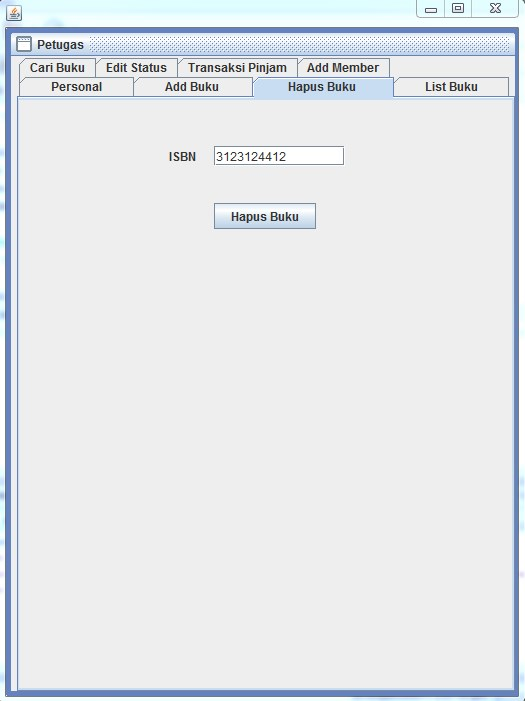 Petugas
Cari Buku Edit Status Transaksi Pinjam Add Member
Personal Add Buku Hapus Buku List Buku
ISBN 3123124412
Hapus Buku